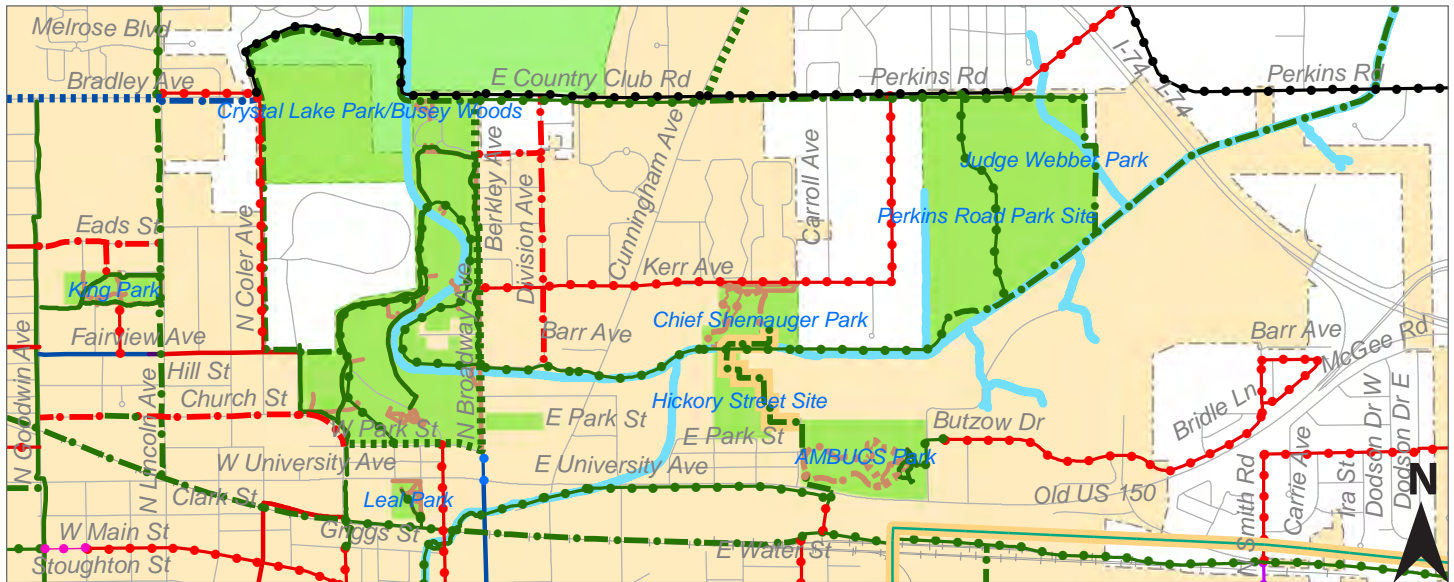 Melrose Blvd
Bradley Ave
E Country Club Rd
Perkins Rd
I-74
I-74
Perkins Rd
Crystal Lake Park/Busey Woods
Judge Webber Park
Perkins Road Park Site
Eads St
N Coler Ave
Berkley Ave
Division Ave
Cunningham Ave
Carroll Ave
Kerr Ave
King Park
Fairview Ave
N Broadway Ave
Barr Ave
Chief Shemauger Park
Barr Ave
McGee Rd
Hill St
Church St
N Goodwin Ave
N Lincoln Ave
W Park St
E Park St
Hickory Street Site
E Park St
Butzow Dr
Bridle Ln
W University Ave
E University Ave
AMBUCS Park
Clark St
Leal Park
Old US 150
N Smith Rd
Carrie Ave
Ira St
Dodson Dr W
Dodson Dr E
N
W Main St
Griggs St
E Water St
Stoughton St